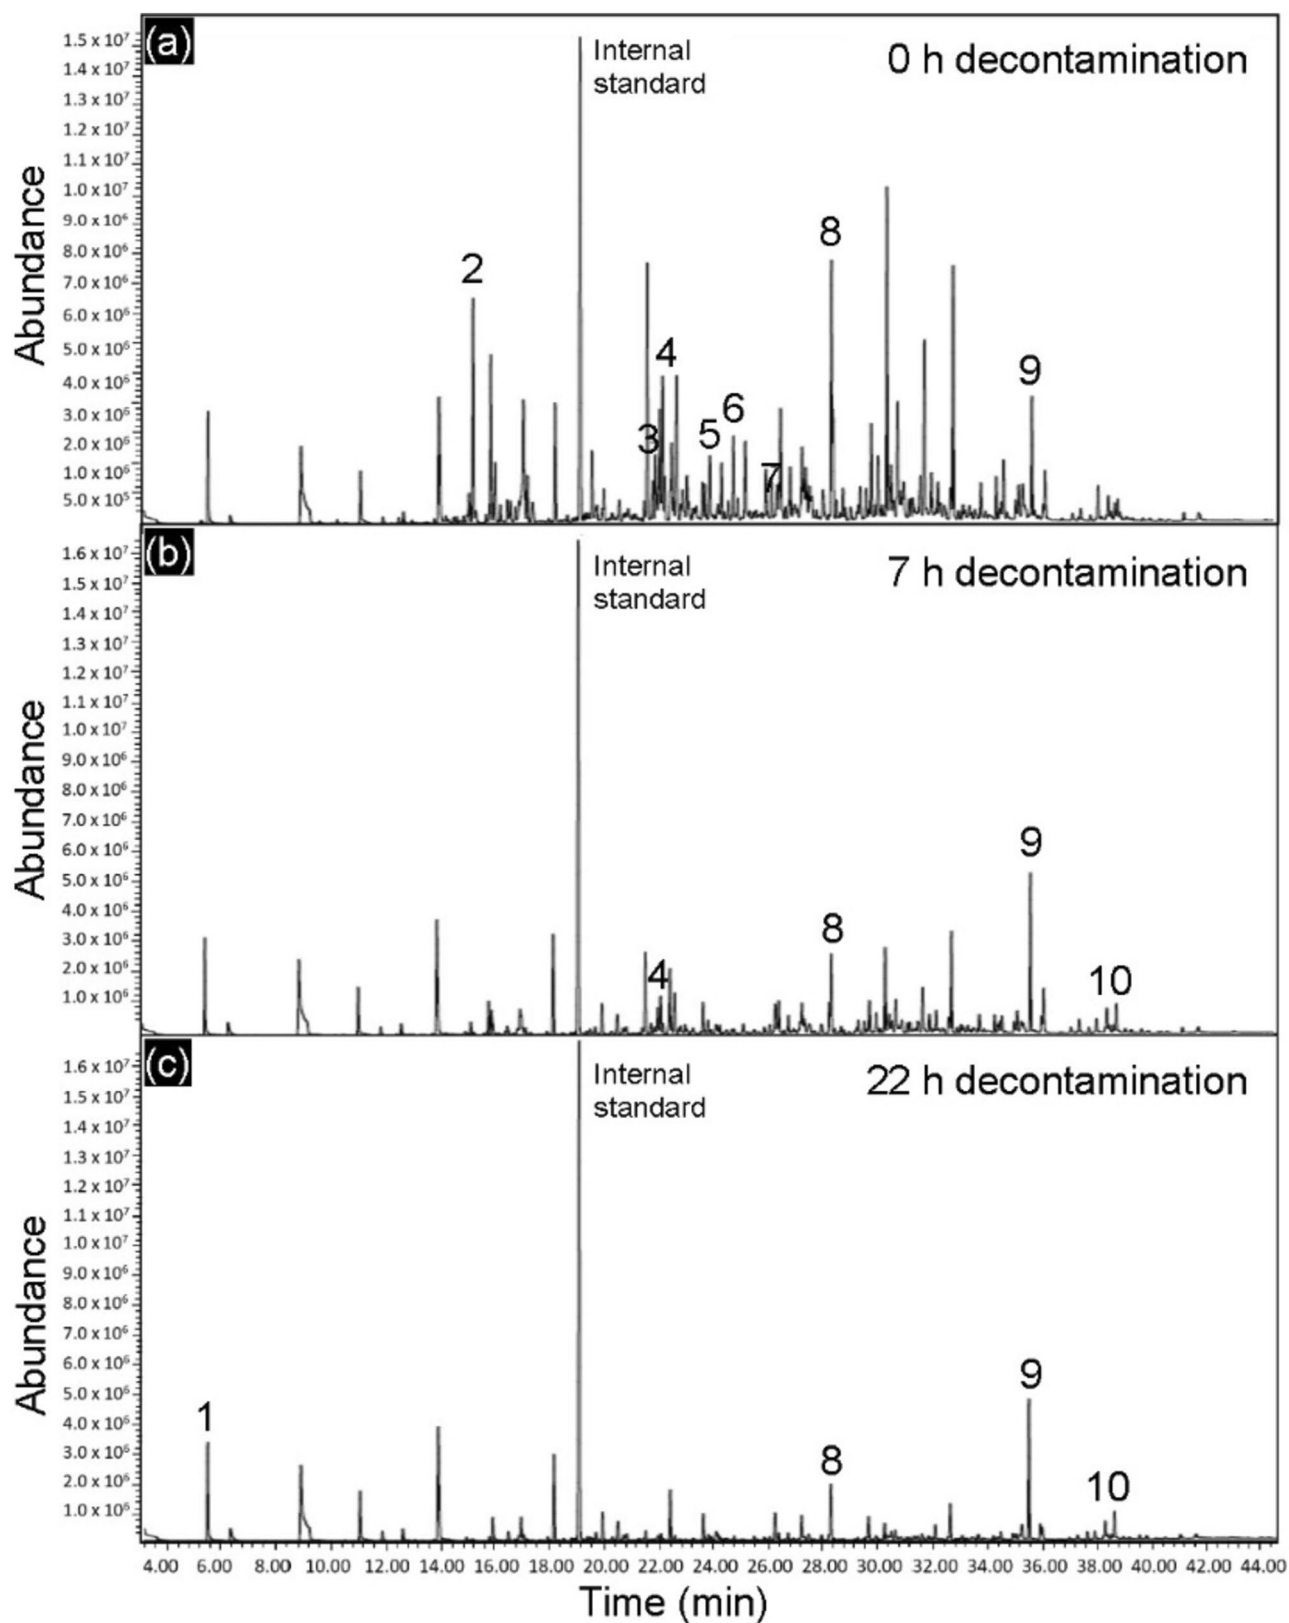 (a)
0 h decontamination
Internal
standard
Abundance
1.5 x 10⁷
1.4 x 10⁷
1.3 x 10⁷
1.2 x 10⁷
1.1 x 10⁷
1.0 x 10⁷
9.0 x 10⁶
8.0 x 10⁶
7.0 x 10⁶
6.0 x 10⁶
5.0 x 10⁶
4.0 x 10⁶
3.0 x 10⁶
2.0 x 10⁶
1.0 x 10⁶
5.0 x 10⁵
2
3
4
5
6
7
8
9
(b)
7 h decontamination
Internal
standard
Abundance
1.6 x 10⁷
1.5 x 10⁷
1.4 x 10⁷
1.3 x 10⁷
1.2 x 10⁷
1.1 x 10⁷
1.0 x 10⁷
9.0 x 10⁶
8.0 x 10⁶
7.0 x 10⁶
6.0 x 10⁶
5.0 x 10⁶
4.0 x 10⁶
3.0 x 10⁶
2.0 x 10⁶
1.0 x 10⁶
4
8
9
10
(c)
22 h decontamination
Internal
standard
Abundance
1.6 x 10⁷
1.5 x 10⁷
1.4 x 10⁷
1.3 x 10⁷
1.2 x 10⁷
1.1 x 10⁷
1.0 x 10⁷
9.0 x 10⁶
8.0 x 10⁶
7.0 x 10⁶
6.0 x 10⁶
5.0 x 10⁶
4.0 x 10⁶
3.0 x 10⁶
2.0 x 10⁶
1.0 x 10⁶
1
8
9
10
4.00 6.00 8.00 10.00 12.00 14.00 16.00 18.00 20.00 22.00 24.00 26.00 28.00 30.00 32.00 34.00 36.00 38.00 40.00 42.00 44.00
Time (min)